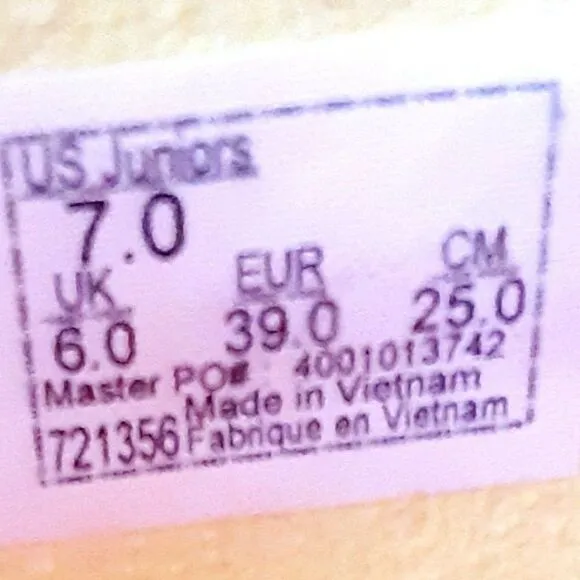 US Juniors
7.0
UK EUR CM
6.0 39.0 25.0
Master PO# 4001013742
Made in Vietnam
721356 Fabrique en Vietnam